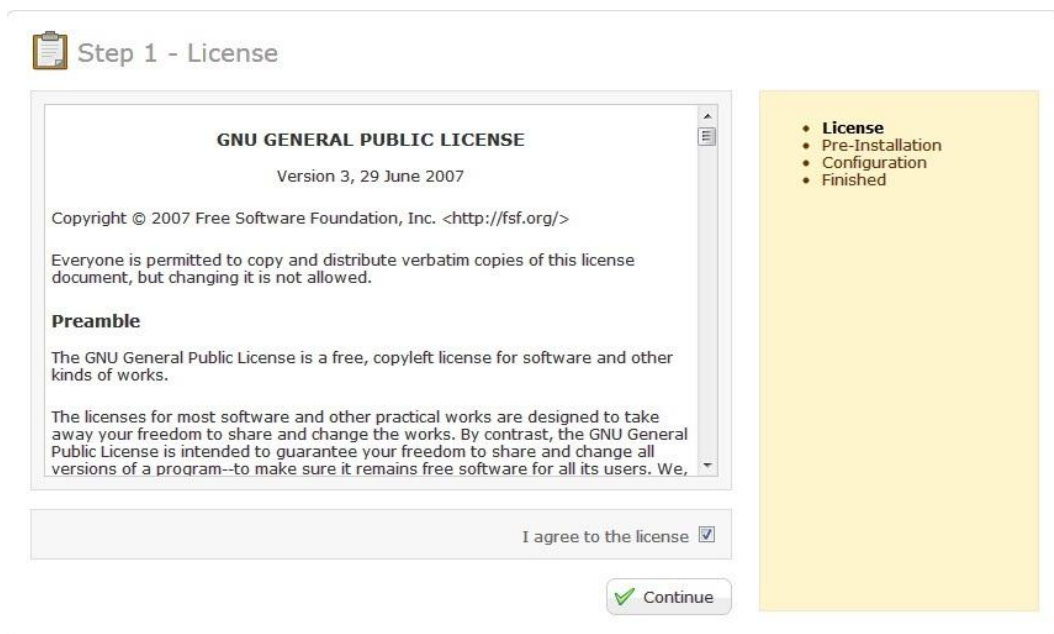 Step 1 - License
GNU GENERAL PUBLIC LICENSE
Version 3, 29 June 2007
Copyright © 2007 Free Software Foundation, Inc. <http://fsf.org/>
Everyone is permitted to copy and distribute verbatim copies of this license
document, but changing it is not allowed.
Preamble
The GNU General Public License is a free, copyleft license for software and other
kinds of works.
The licenses for most software and other practical works are designed to take
away your freedom to share and change the works. By contrast, the GNU General
Public License is intended to guarantee your freedom to share and change all
versions of a program--to make sure it remains free software for all its users. We,
I agree to the license
Continue
License
Pre-Installation
Configuration
Finished